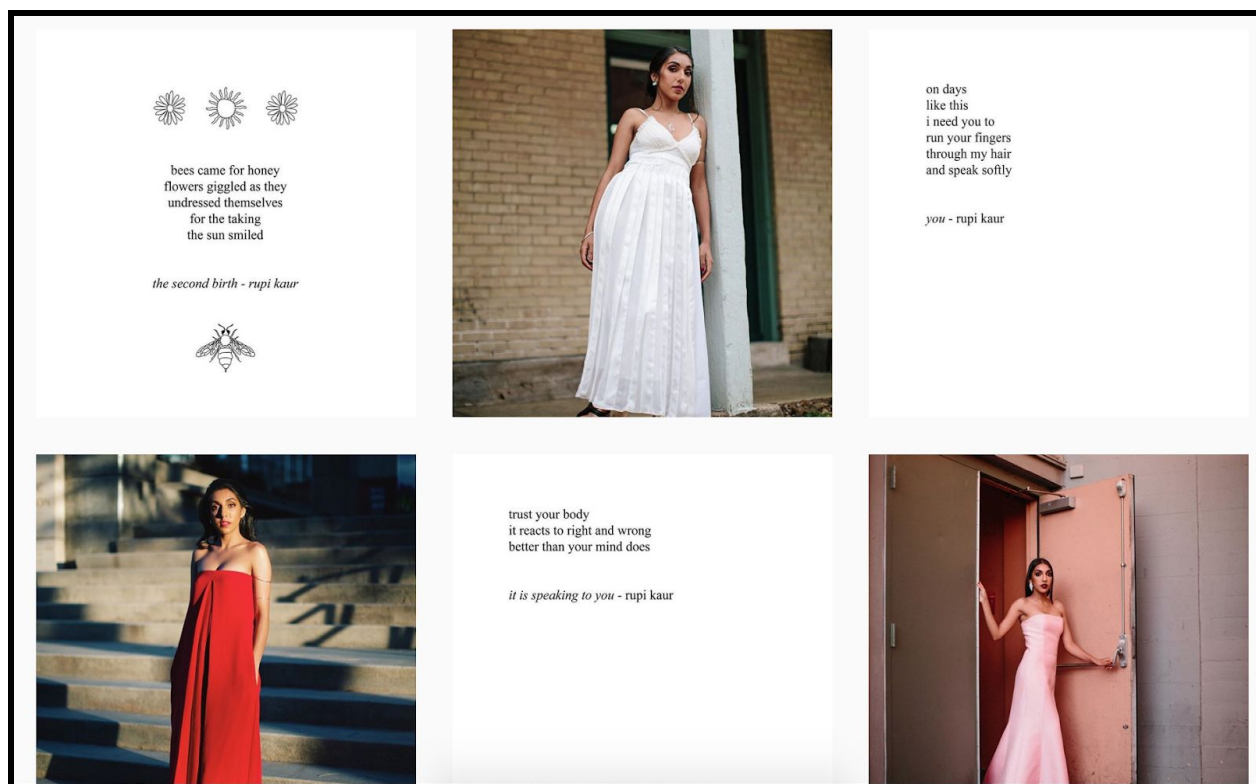 bees came for honey
flowers giggled as they
undressed themselves
for the taking
the sun smiled
the second birth - rupi kaur
on days
like this
i need you to
run your fingers
through my hair
and speak softly
you - rupi kaur
trust your body
it reacts to right and wrong
better than your mind does
it is speaking to you - rupi kaur